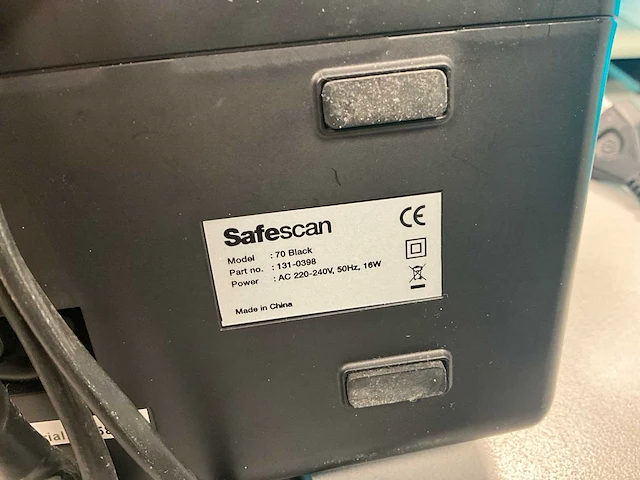 Safescan
CE
Model : 70 Black
Part no. : 131-0398
Power : AC 220-240V, 50Hz, 16W
Made in China